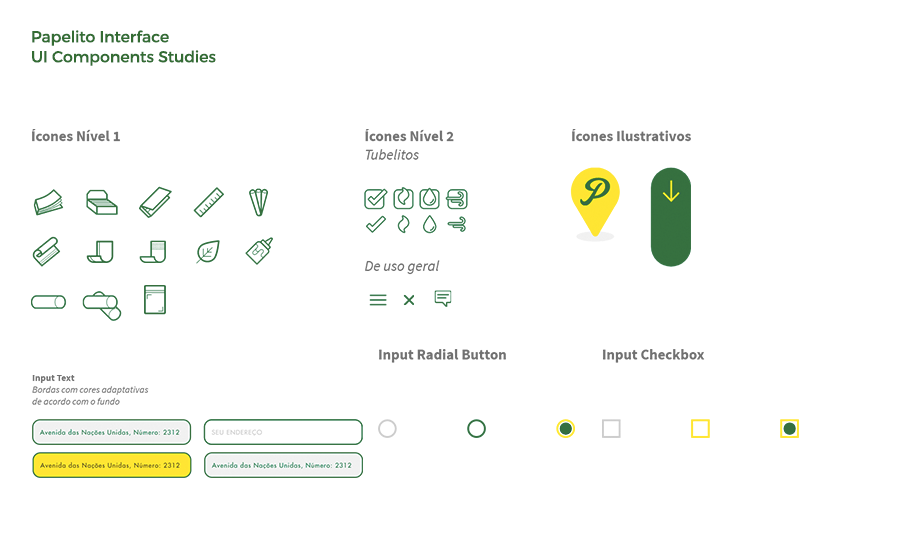 Papelito Interface
UI Components Studies
Ícones Nível 1
Ícones Nível 2
Tubelitos
De uso geral
Ícones Ilustrativos
P
Input Radial Button
Input Checkbox
Input Text
Bordas com cores adaptativas
de acordo com o fundo
Avenida das Nações Unidas, Número: 2312
SEU ENDEREÇO
Avenida das Nações Unidas, Número: 2312
Avenida das Nações Unidas, Número: 2312